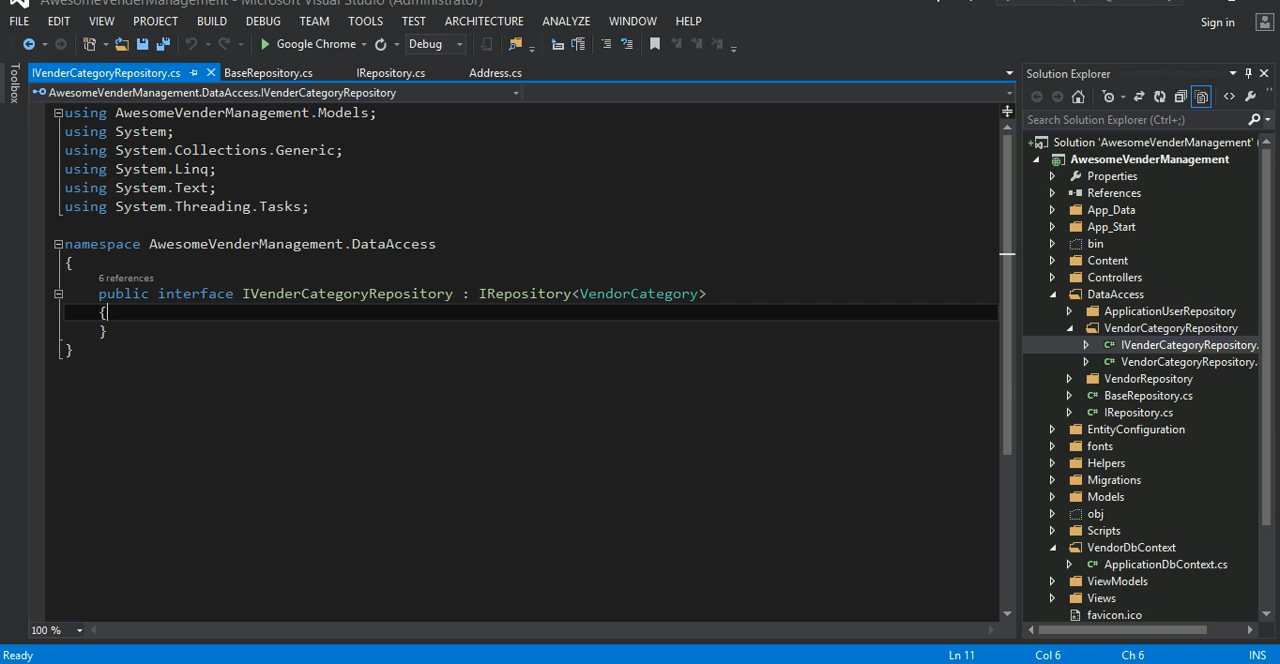 AwesomeVenderManagement - Microsoft Visual Studio (Administrator)
FILE EDIT VIEW PROJECT BUILD DEBUG TEAM TOOLS TEST ARCHITECTURE ANALYZE WINDOW HELP
Sign in
Google Chrome
Debug
Toolbox
IVenderCategoryRepository.cs BaseRepository.cs IRepository.cs Address.cs
AwesomeVenderManagement.DataAccess.IVenderCategoryRepository
using AwesomeVenderManagement.Models;
using System;
using System.Collections.Generic;
using System.Linq;
using System.Text;
using System.Threading.Tasks;
namespace AwesomeVenderManagement.DataAccess
{
6 references
public interface IVenderCategoryRepository : IRepository<VendorCategory>
{
}
}
100 %
Solution Explorer
Search Solution Explorer (Ctrl+;)
Solution 'AwesomeVenderManagement' (
AwesomeVenderManagement
Properties
References
App_Data
App_Start
bin
Content
Controllers
DataAccess
ApplicationUserRepository
VendorCategoryRepository
C# IVenderCategoryRepository.
C# VendorCategoryRepository.
VendorRepository
C# BaseRepository.cs
C# IRepository.cs
EntityConfiguration
fonts
Helpers
Migrations
Models
obj
Scripts
VendorDbContext
C# ApplicationDbContext.cs
ViewModels
Views
favicon.ico
Ready
Ln 11 Col 6 Ch 6 INS